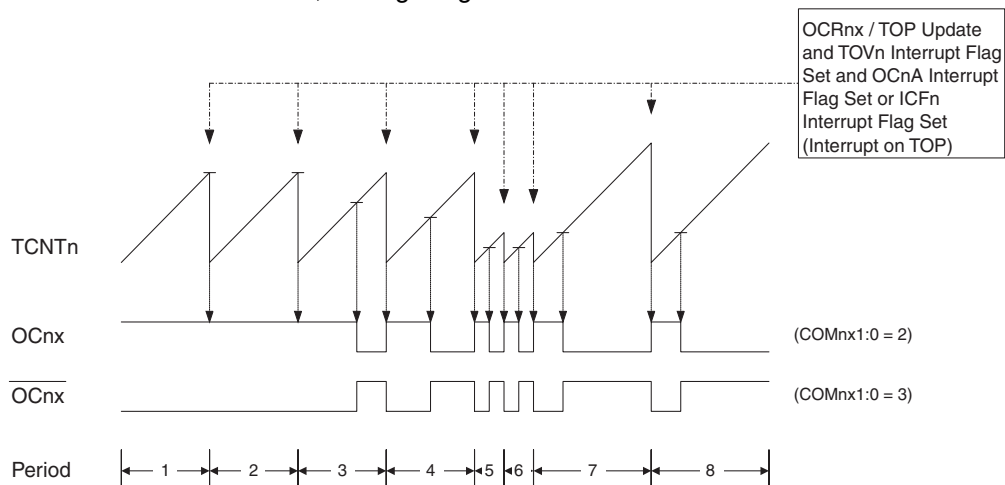 OCRnx / TOP Update
and TOVn Interrupt Flag
Set and OCnA Interrupt
Flag Set or ICFn
Interrupt Flag Set
(Interrupt on TOP)
TCNTn
OCnx
(COMnx1:0 = 2)
OCnx
(COMnx1:0 = 3)
Period 1 2 3 4 5 6 7 8